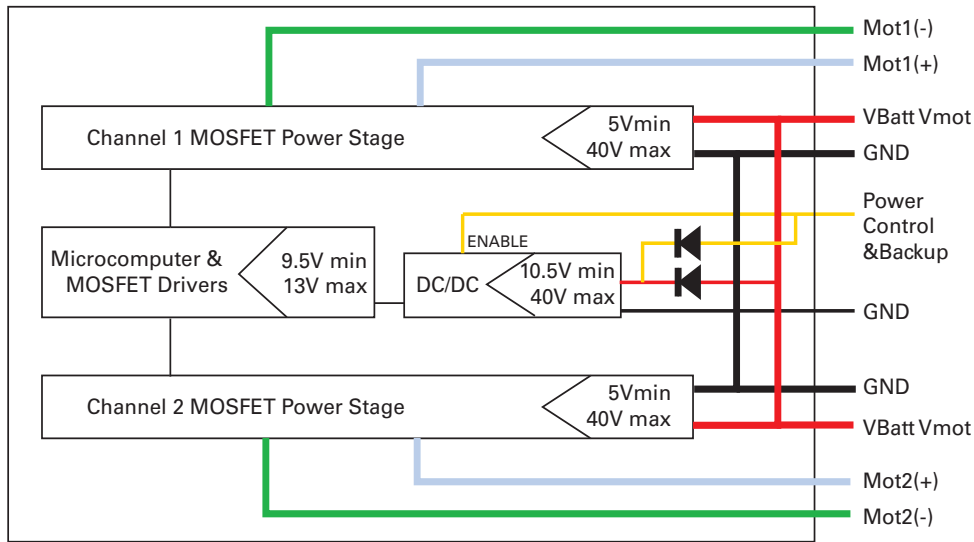 Mot1(-)
Mot1(+)
Channel 1 MOSFET Power Stage
5Vmin
40V max
VBatt Vmot
GND
Power
Control
&Backup
ENABLE
Microcomputer &
MOSFET Drivers
9.5V min
13V max
DC/DC
10.5V min
40V max
GND
Channel 2 MOSFET Power Stage
5Vmin
40V max
GND
VBatt Vmot
Mot2(+)
Mot2(-)